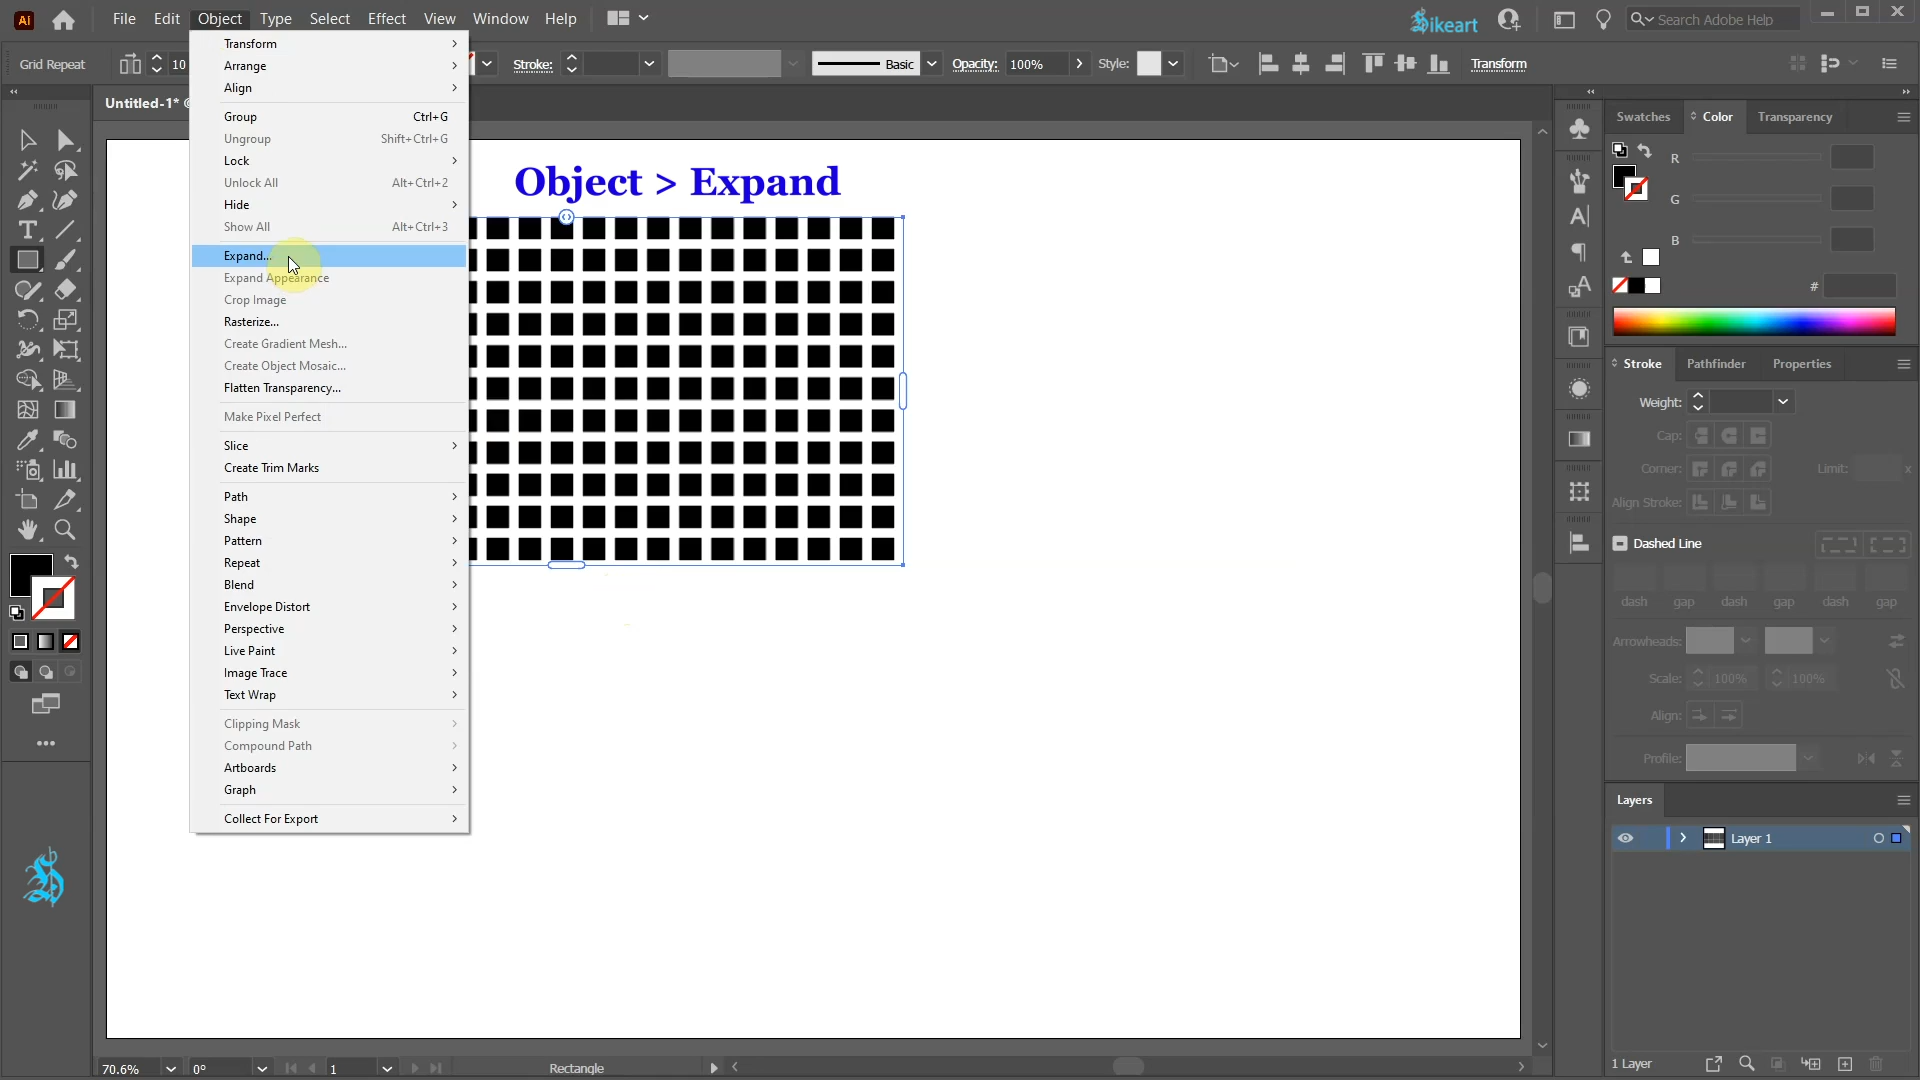 Ai File Edit Object Type Select Effect View Window Help
Sikeart
Search Adobe Help
Grid Repeat
10
Stroke:
Basic
Opacity:
100%
Style:
Transform
Untitled-1*
Transform
Arrange
Align
Group Ctrl+G
Ungroup Shift+Ctrl+G
Lock
Unlock All Alt+Ctrl+2
Hide
Show All Alt+Ctrl+3
Expand...
Expand Appearance
Crop Image
Rasterize...
Create Gradient Mesh...
Create Object Mosaic...
Flatten Transparency...
Make Pixel Perfect
Slice
Create Trim Marks
Path
Shape
Pattern
Repeat
Blend
Envelope Distort
Perspective
Live Paint
Image Trace
Text Wrap
Clipping Mask
Compound Path
Artboards
Graph
Collect For Export
Object > Expand
Swatches Color Transparency
R
G
B
#
Stroke Pathfinder Properties
Weight:
Cap:
Corner: Limit: x
Align Stroke:
Dashed Line
dash gap dash gap dash gap
Arrowheads:
Scale: 100% 100%
Align:
Profile:
Layers
Layer 1
1 Layer
70.6% 0° 1 Rectangle